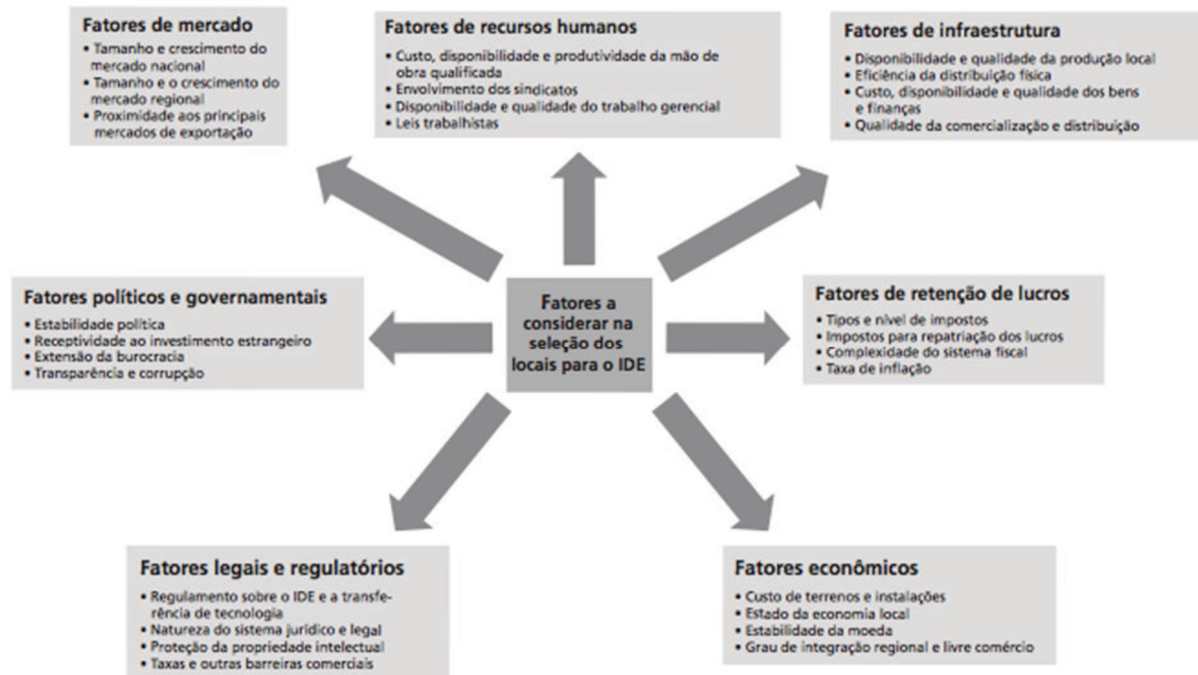 Fatores de mercado
• Tamanho e crescimento do
mercado nacional
• Tamanho e o crescimento do
mercado regional
• Proximidade aos principais
mercados de exportação
Fatores de recursos humanos
• Custo, disponibilidade e produtividade da mão de
obra qualificada
• Envolvimento dos sindicatos
• Disponibilidade e qualidade do trabalho gerencial
• Leis trabalhistas
Fatores de infraestrutura
• Disponibilidade e qualidade da produção local
• Eficiência da distribuição física
• Custo, disponibilidade e qualidade dos bens
e finanças
• Qualidade da comercialização e distribuição
Fatores políticos e governamentais
• Estabilidade política
• Receptividade ao investimento estrangeiro
• Extensão da burocracia
• Transparência e corrupção
Fatores a
considerar na
seleção dos
locais para o IDE
Fatores de retenção de lucros
• Tipos e nível de impostos
• Impostos para repatriação dos lucros
• Complexidade do sistema fiscal
• Taxa de inflação
Fatores legais e regulatórios
• Regulamento sobre o IDE e a transfe-
rência de tecnologia
• Natureza do sistema jurídico e legal
• Proteção da propriedade intelectual
• Taxas e outras barreiras comerciais
Fatores econômicos
• Custo de terrenos e instalações
• Estado da economia local
• Estabilidade da moeda
• Grau de integração regional e livre comércio